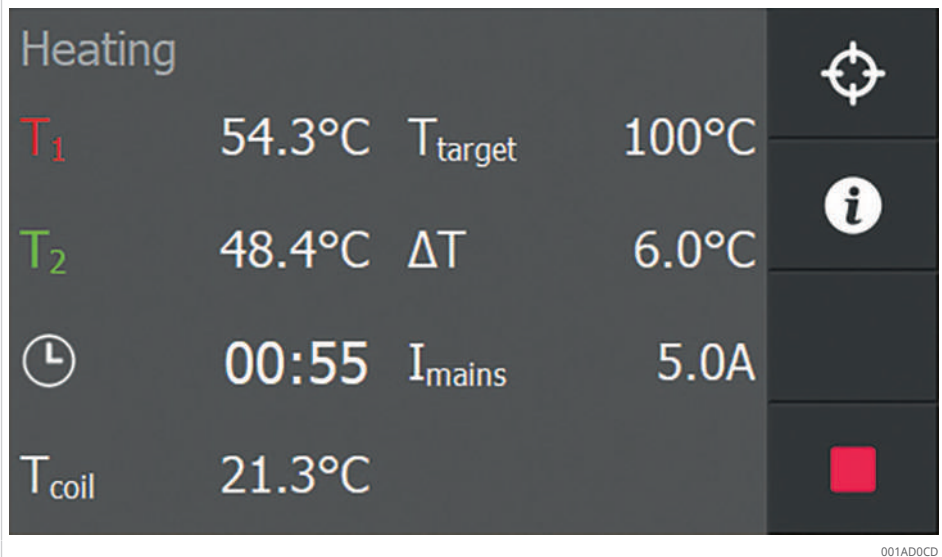 Heating
T1 54.3°C Ttarget 100°C
T2 48.4°C ΔT 6.0°C
00:55 Imains 5.0A
Tcoil 21.3°C
i
001AD0CD